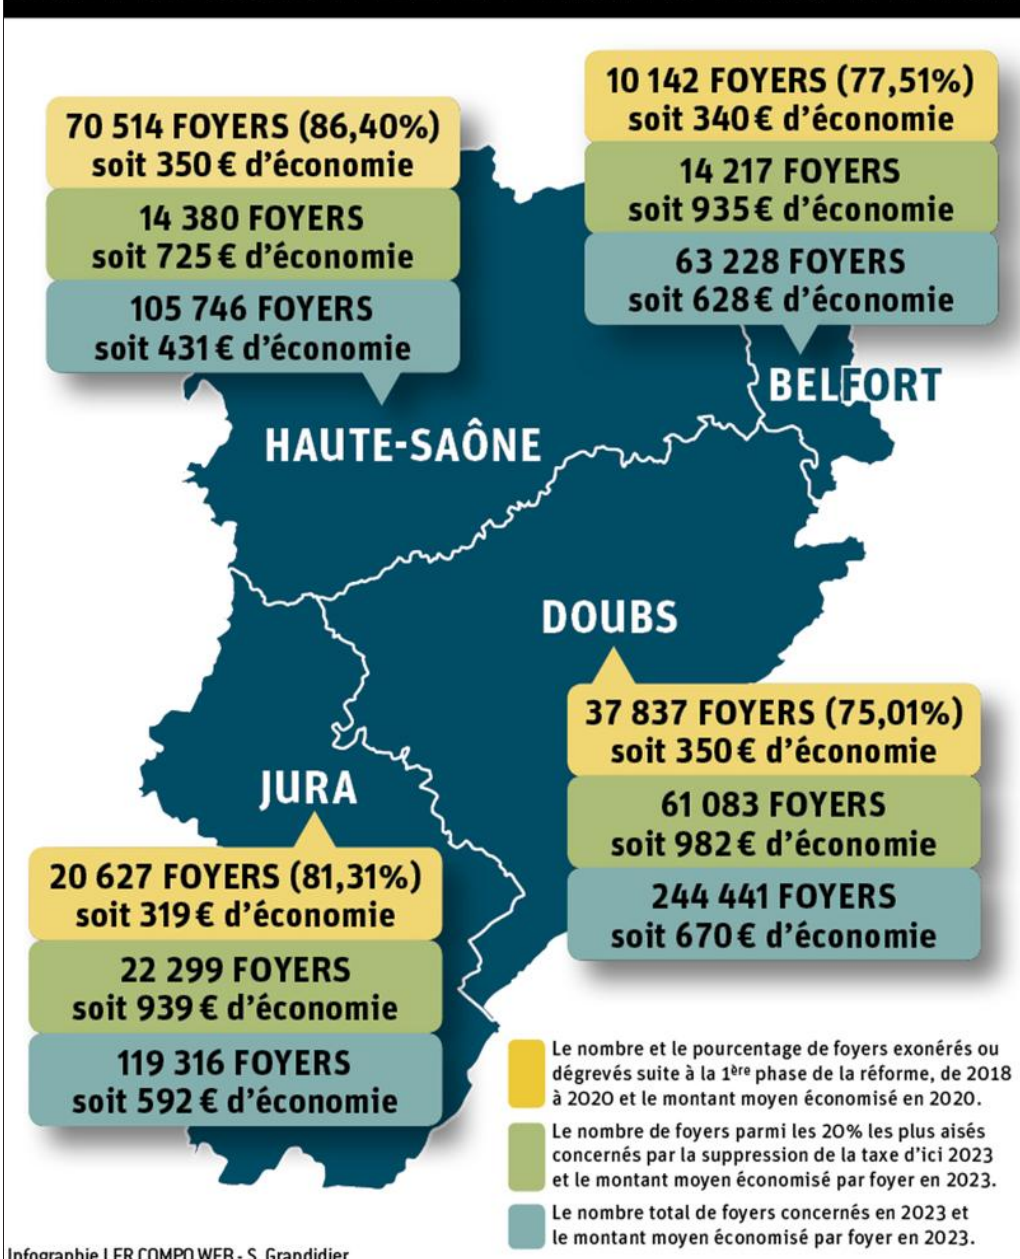 70 514 FOYERS (86,40%)
soit 350 € d'économie
14 380 FOYERS
soit 725 € d'économie
105 746 FOYERS
soit 431 € d'économie
HAUTE-SAÔNE
10 142 FOYERS (77,51%)
soit 340 € d'économie
14 217 FOYERS
soit 935 € d'économie
63 228 FOYERS
soit 628 € d'économie
BELFORT
DOUBS
37 837 FOYERS (75,01%)
soit 350 € d'économie
61 083 FOYERS
soit 982 € d'économie
244 441 FOYERS
soit 670 € d'économie
JURA
20 627 FOYERS (81,31%)
soit 319 € d'économie
22 299 FOYERS
soit 939 € d'économie
119 316 FOYERS
soit 592 € d'économie
Le nombre et le pourcentage de foyers exonérés ou
dégrevés suite à la 1ère phase de la réforme, de 2018
à 2020 et le montant moyen économisé en 2020.
Le nombre de foyers parmi les 20% les plus aisés
concernés par la suppression de la taxe d'ici 2023
et le montant moyen économisé par foyer en 2023.
Le nombre total de foyers concernés en 2023 et
le montant moyen économisé par foyer en 2023.
Infographie LER COMPO WEB - S. Grandidier